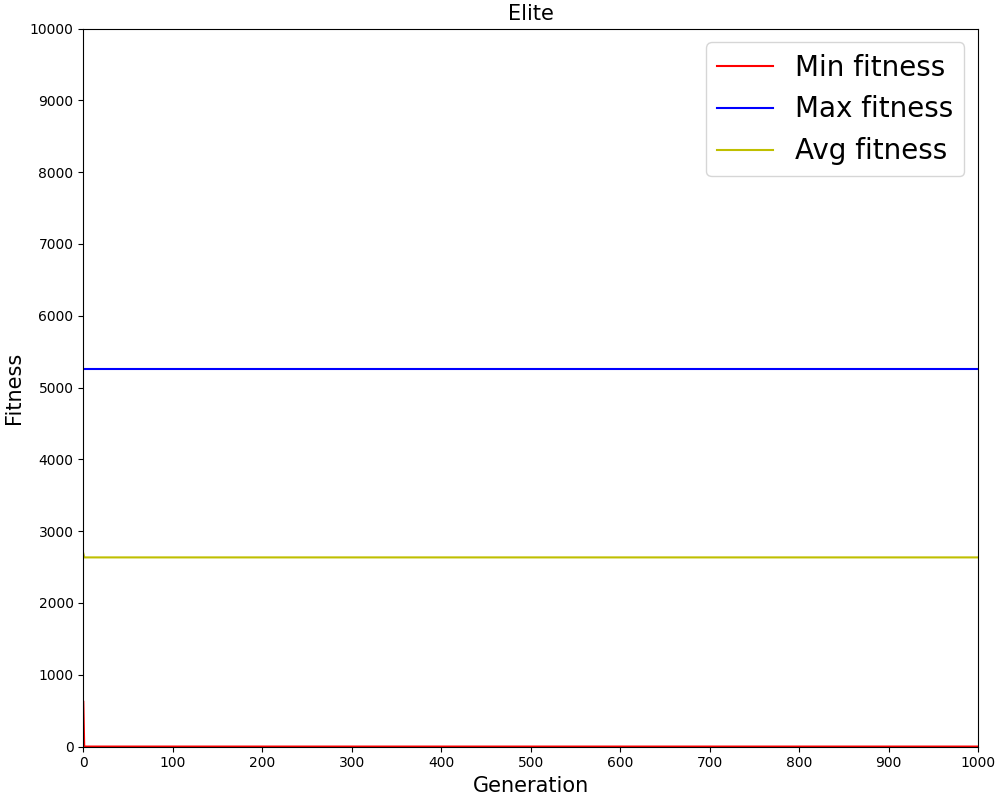 Elite
10000
9000
8000
7000
6000
5000
4000
3000
2000
1000
0
Fitness
Min fitness
Max fitness
Avg fitness
0 100 200 300 400 500 600 700 800 900 1000
Generation